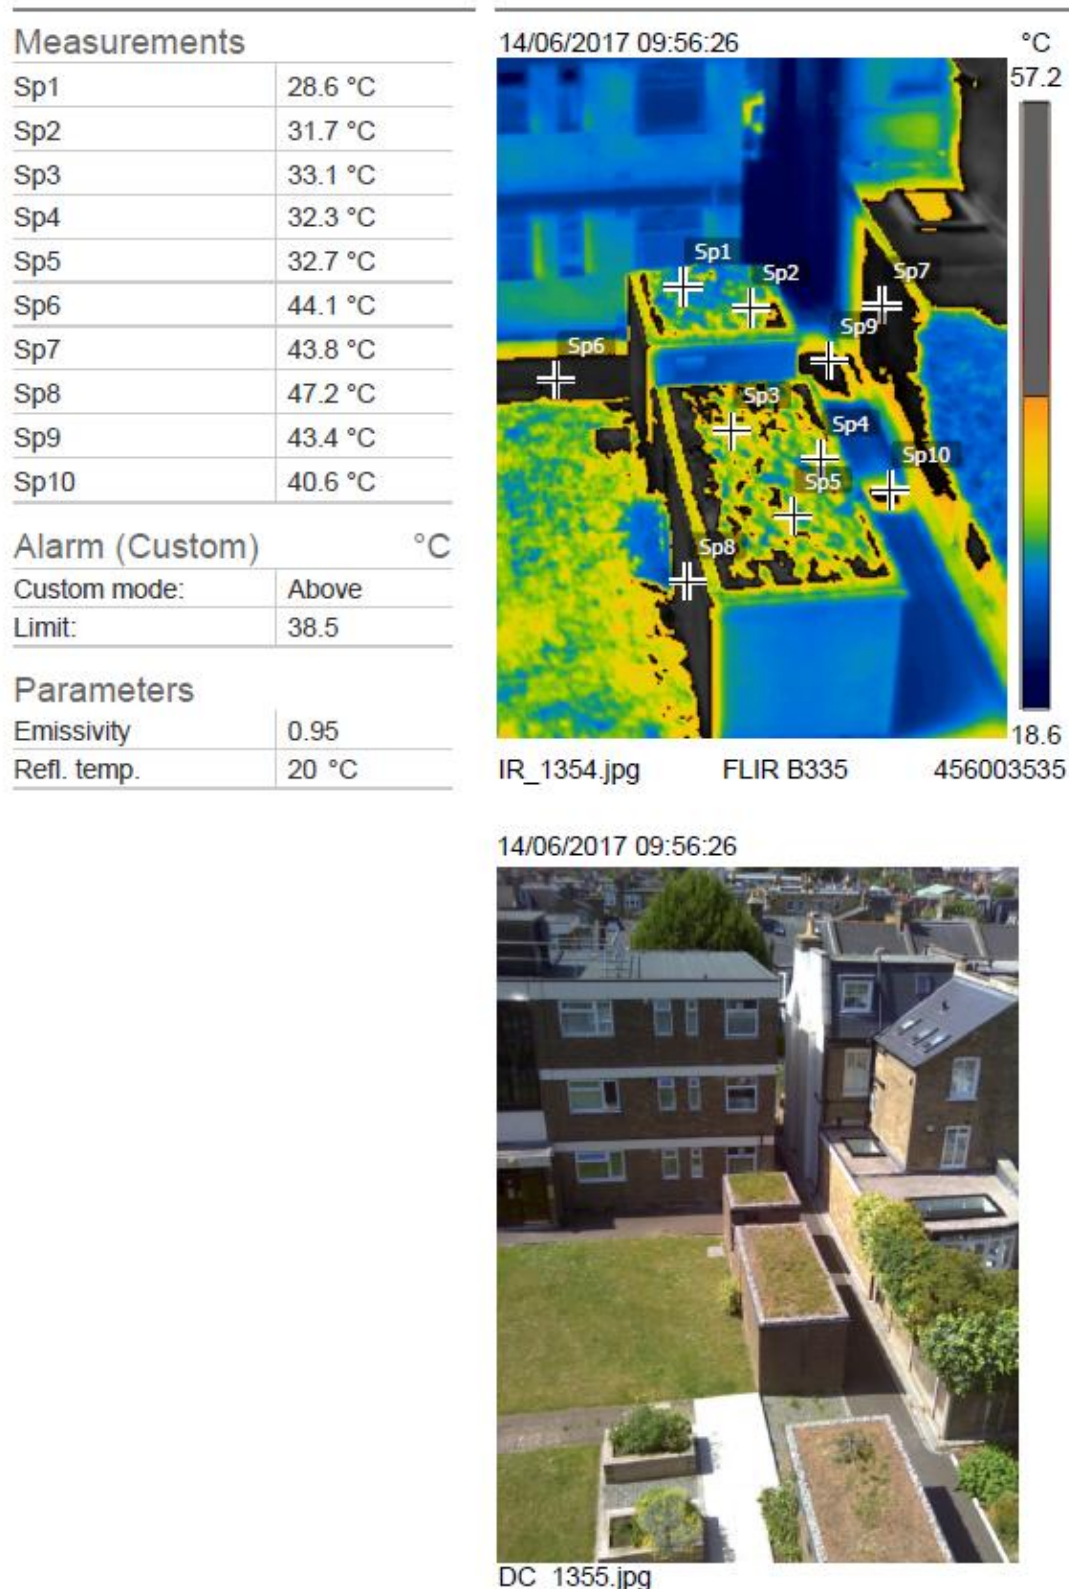 Measurements
Sp1 28.6 °C
Sp2 31.7 °C
Sp3 33.1 °C
Sp4 32.3 °C
Sp5 32.7 °C
Sp6 44.1 °C
Sp7 43.8 °C
Sp8 47.2 °C
Sp9 43.4 °C
Sp10 40.6 °C
Alarm (Custom) °C
Custom mode: Above
Limit: 38.5
Parameters
Emissivity 0.95
Refl. temp. 20 °C
14/06/2017 09:56:26 °C
57.2
Sp1
Sp2
Sp7
Sp9
Sp6
Sp3
Sp4
Sp10
Sp5
Sp8
18.6
IR_1354.jpg FLIR B335 456003535
14/06/2017 09:56:26
DC_1355.jpg